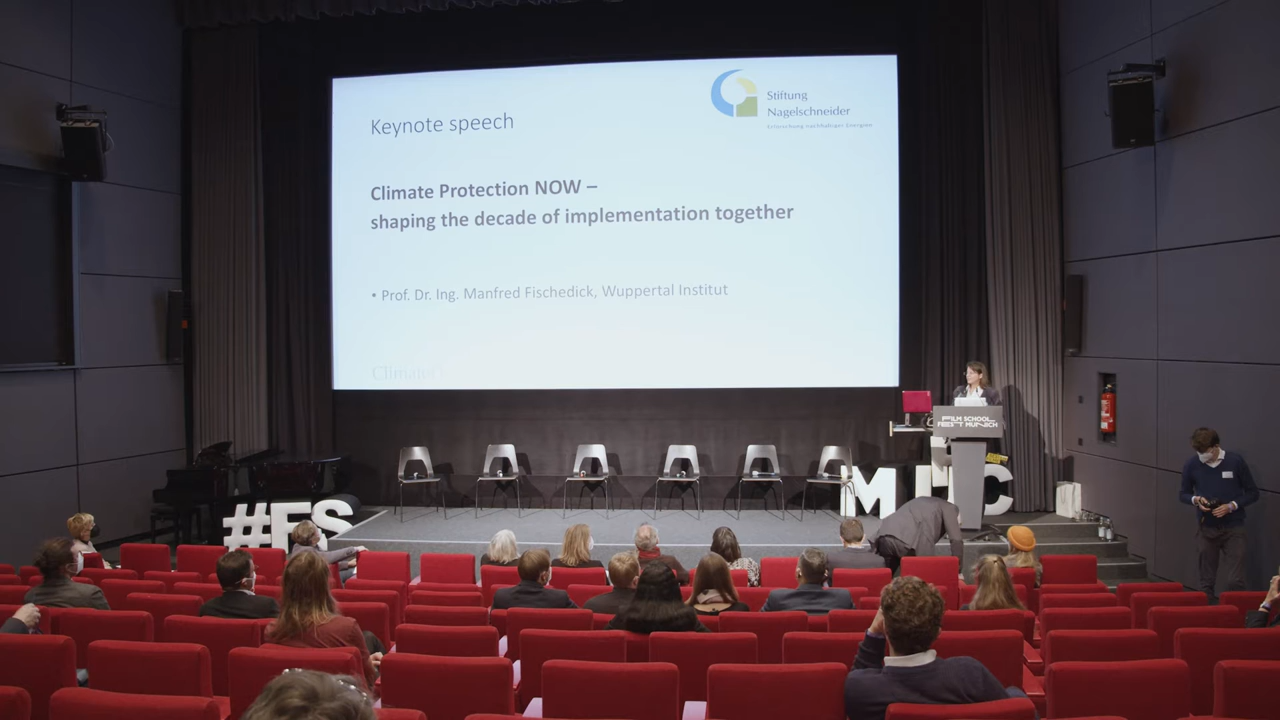 Keynote speech
Stiftung
Nagelschneider
Climate Protection NOW –
shaping the decade of implementation together
• Prof. Dr. Ing. Manfred Fischedick, Wuppertal Institut
FILM SCHOOL
FEST MUNICH
#FS
M
C